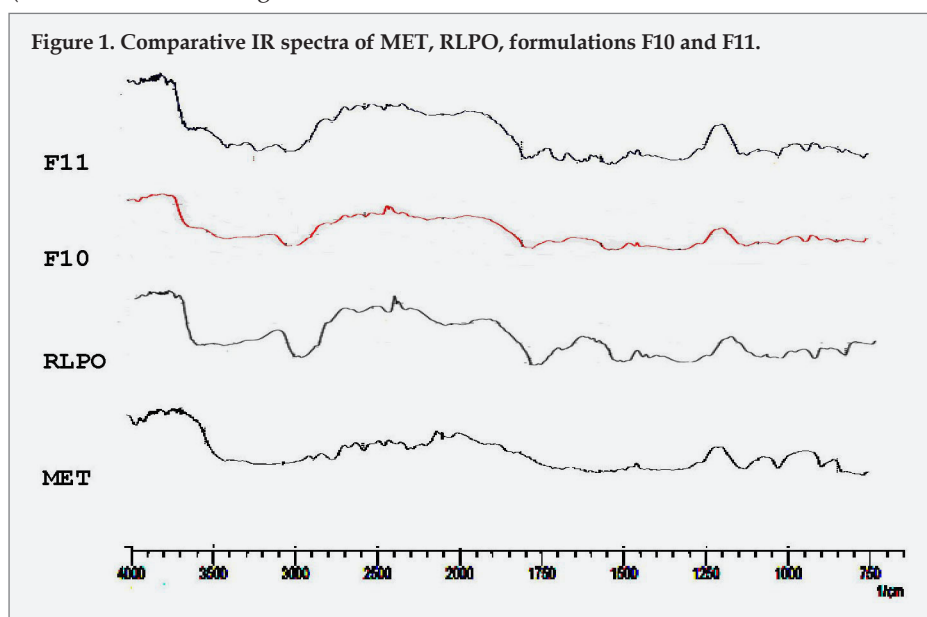 Figure 1. Comparative IR spectra of MET, RLPO, formulations F10 and F11.
F11
F10
RLPO
MET
4000 3500 3000 2500 2000 1750 1500 1250 1000 750
1/cm